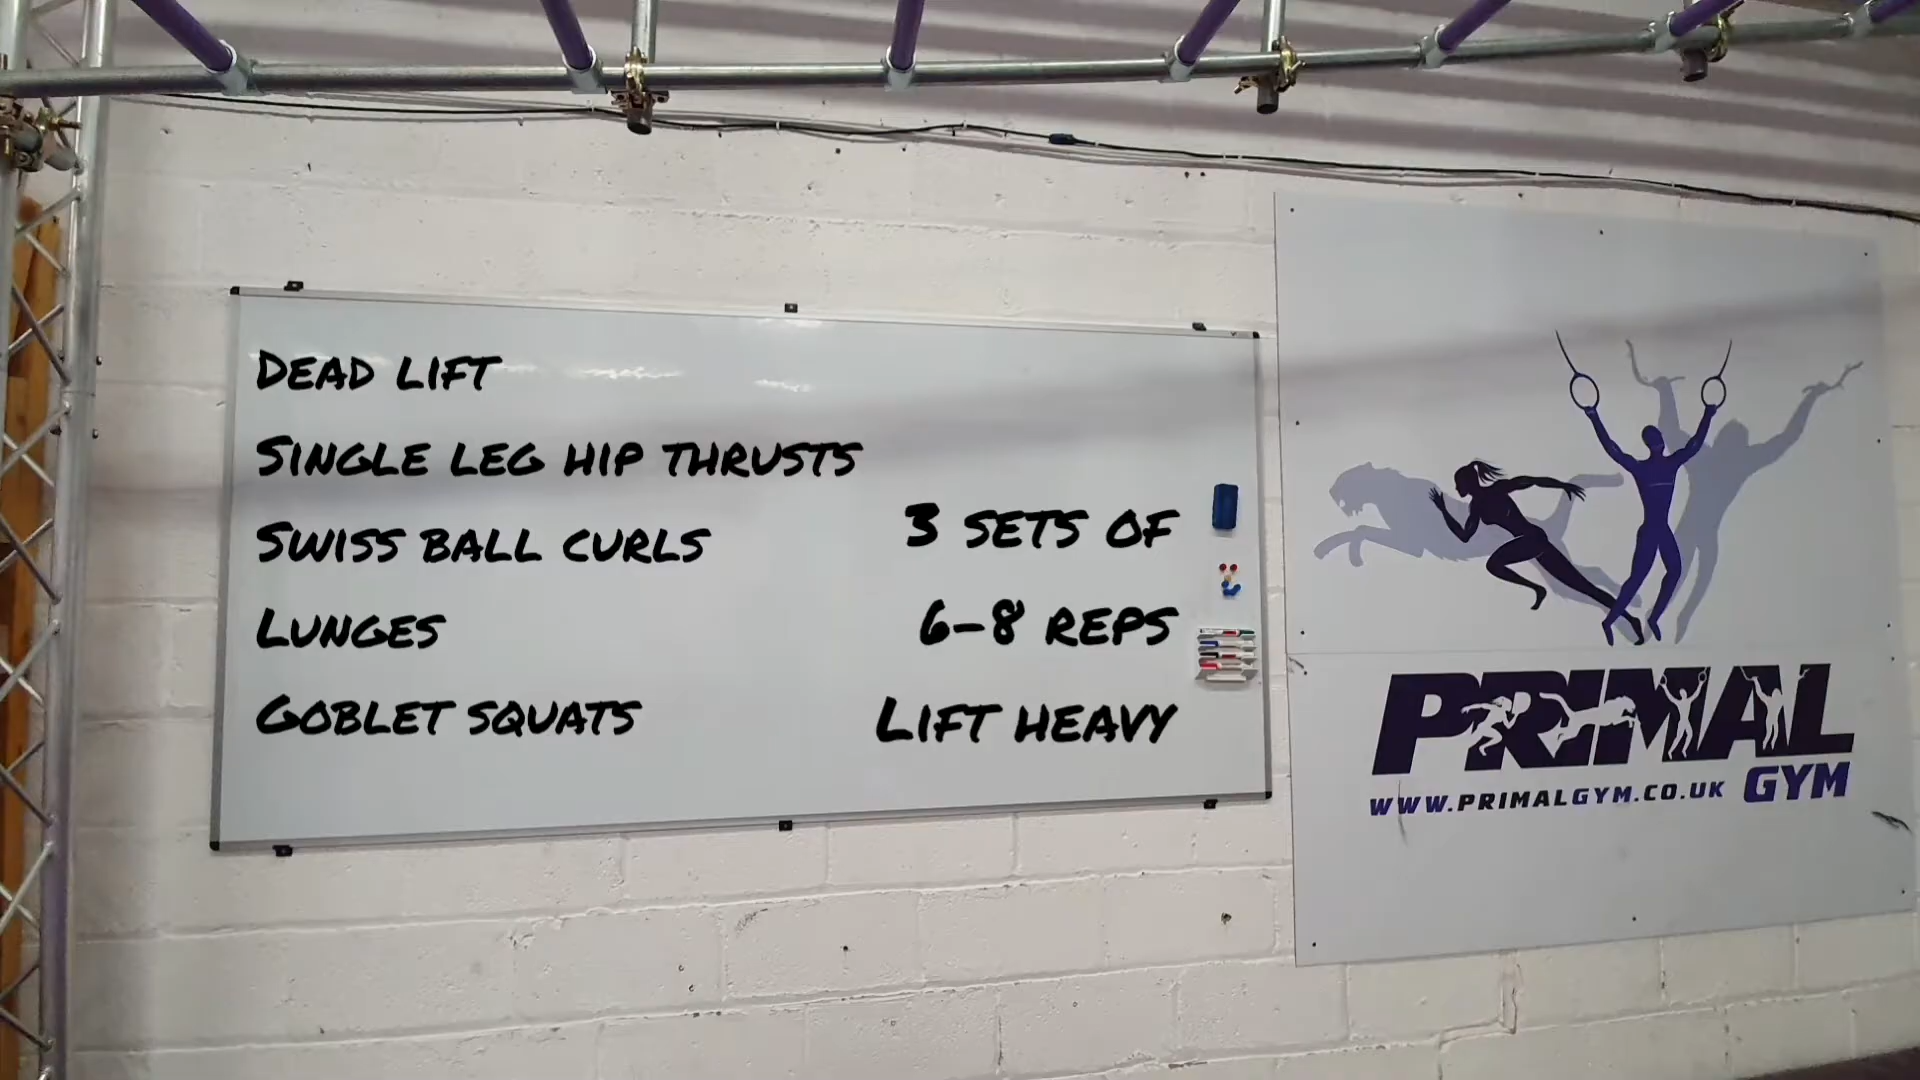 DEAD LIFT
SINGLE LEG HIP THRUSTS
SWISS BALL CURLS
LUNGES
GOBLET SQUATS
3 SETS OF
6-8 REPS
LIFT HEAVY
PRIMAL
WWW.PRIMALGYM.CO.UK GYM